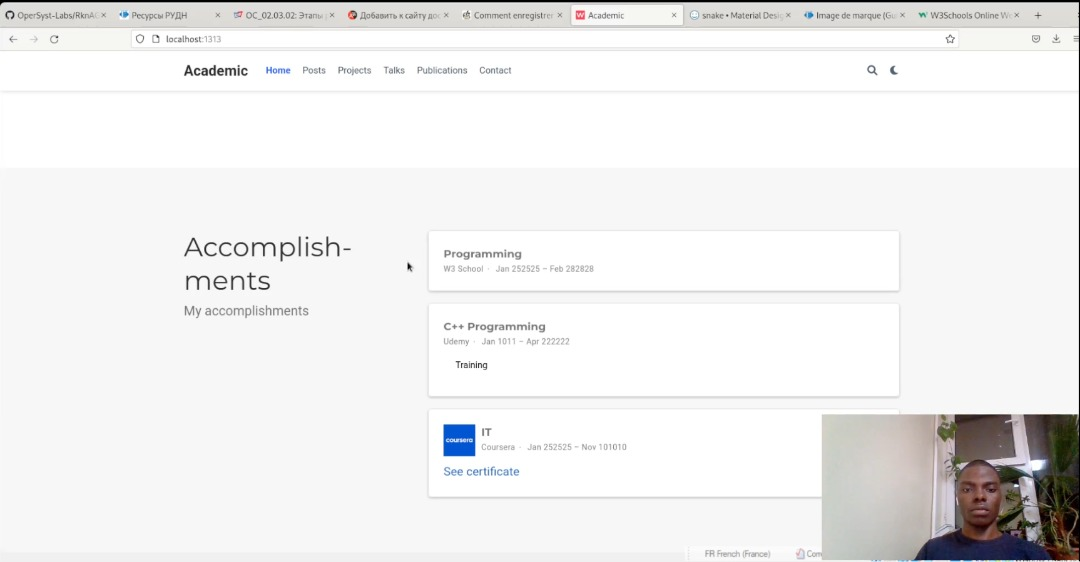 OperSyst-Labs/RknA
Ресурсы РУДН
ОС_02.03.02: Этапы
Добавить к сайту до
Comment enregistrer
Academic
snake • Material Desi
Image de marque (Gu
W3Schools Online We
localhost:1313
Academic
Home
Posts
Projects
Talks
Publications
Contact
Accomplish-
ments
My accomplishments
Programming
W3 School · Jan 252525 – Feb 282828
C++ Programming
Udemy · Jan 1011 – Apr 222222
Training
coursera
IT
Coursera · Jan 252525 – Nov 101010
See certificate
FR French (France)
Com